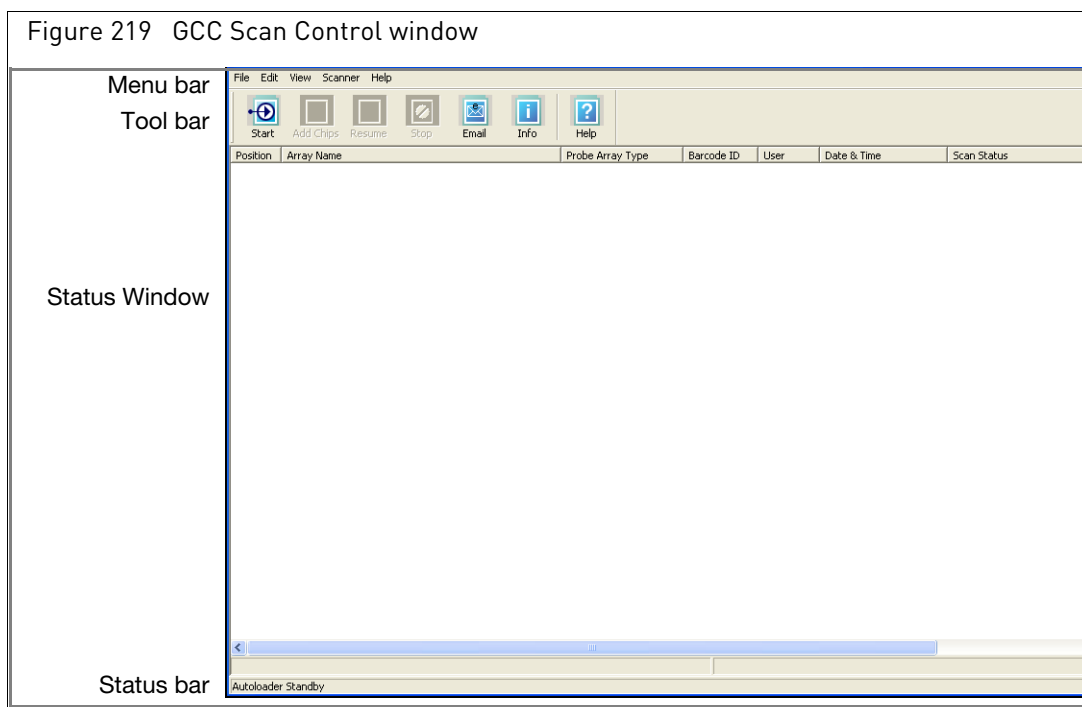 Figure 219 GCC Scan Control window
Menu bar
File Edit View Scanner Help
Tool bar
Start Add Chips Resume Stop Email Info Help
Position Array Name Probe Array Type Barcode ID User Date & Time Scan Status
Status Window
Status bar
Autoloader Standby